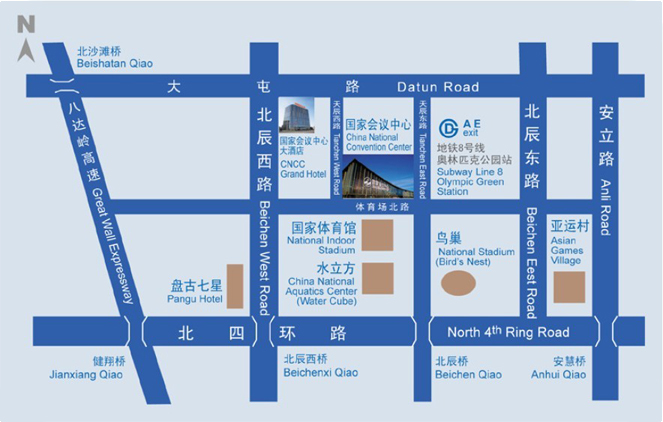 N
北沙滩桥
Beishatan Qiao
大屯路 Datun Road
八达岭高速 Great Wall Expressway
北辰西路 Beichen West Road
国家会议中心
大酒店
CNCC
Grand Hotel
天辰西路 Tianchen West Road
国家会议中心
China National
Convention Center
天辰东路 Tianchen East Road
A E
exit
地铁8号线
奥林匹克公园站
Subway Line 8
Olympic Green
Station
北辰东路 Beichen Eest Road
安立路 Anli Road
体育场北路
国家体育馆
National Indoor
Stadium
水立方
China National
Aquatics Center
(Water Cube)
鸟巢
National Stadium
(Bird's Nest)
亚运村
Asian
Games
Village
盘古七星
Pangu Hotel
北四环路 North 4th Ring Road
健翔桥
Jianxiang Qiao
北辰西桥
Beichenxi Qiao
北辰桥
Beichen Qiao
安慧桥
Anhui Qiao